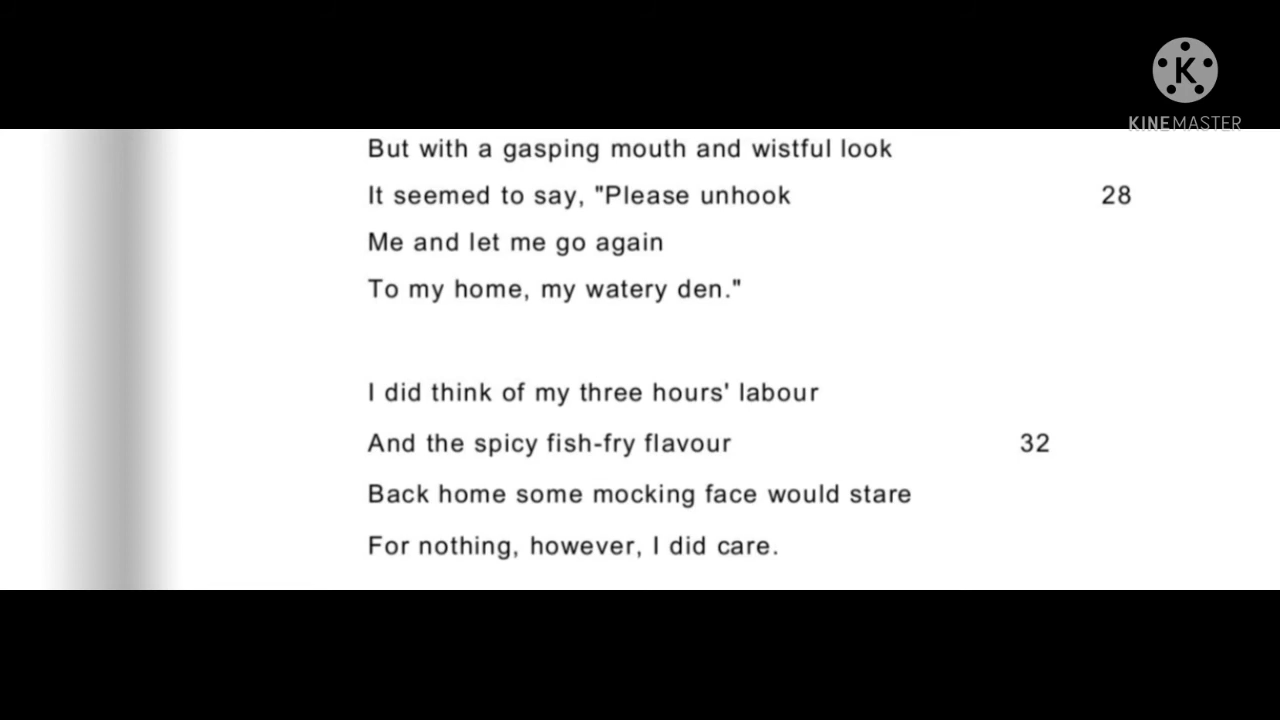 K
KINEMASTER
But with a gasping mouth and wistful look
It seemed to say, "Please unhook 28
Me and let me go again
To my home, my watery den."
I did think of my three hours' labour
And the spicy fish-fry flavour 32
Back home some mocking face would stare
For nothing, however, I did care.